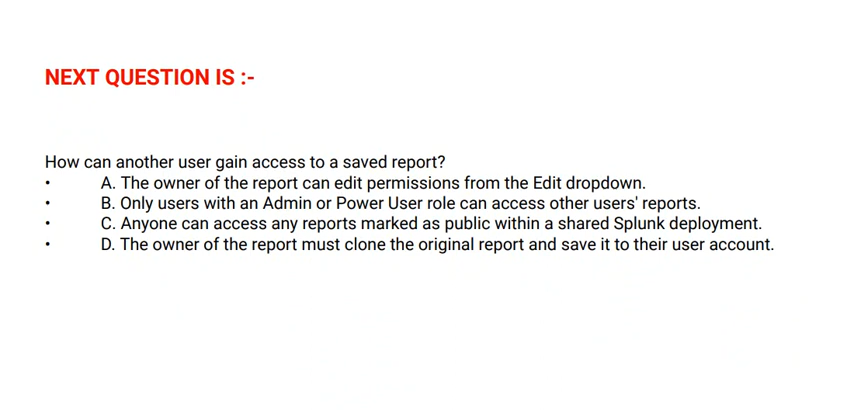 NEXT QUESTION IS :-
How can another user gain access to a saved report?
• A. The owner of the report can edit permissions from the Edit dropdown.
• B. Only users with an Admin or Power User role can access other users' reports.
• C. Anyone can access any reports marked as public within a shared Splunk deployment.
• D. The owner of the report must clone the original report and save it to their user account.